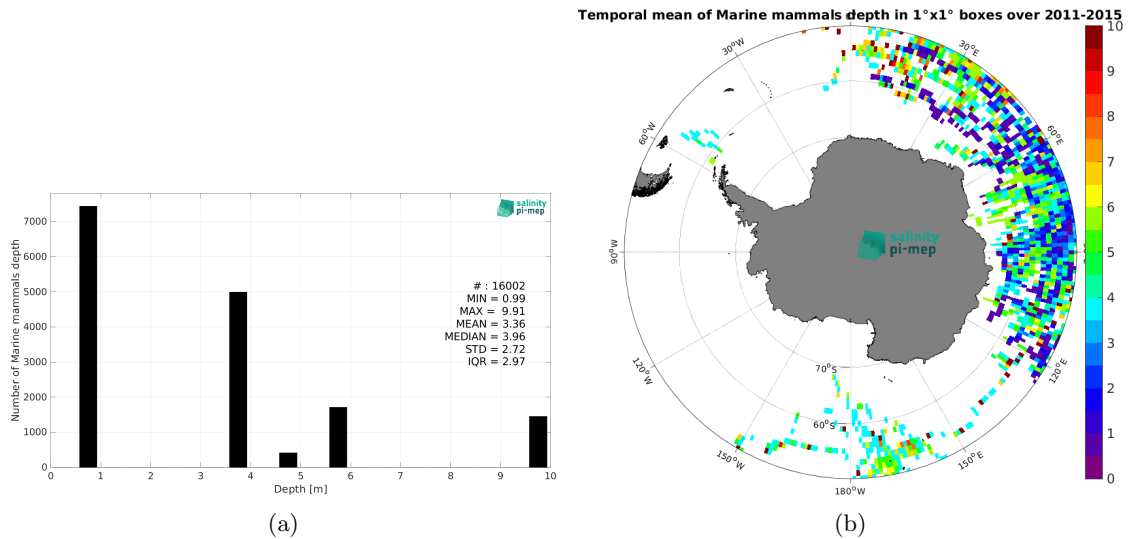 Temporal mean of Marine mammals depth in 1°x1° boxes over 2011-2015
Number of Marine mammals depth
7000
6000
5000
4000
3000
2000
1000
0
0 1 2 3 4 5 6 7 8 9 10
Depth [m]
salinity
pi-mep
# : 16002
MIN = 0.99
MAX = 9.91
MEAN = 3.36
MEDIAN = 3.96
STD = 2.72
IQR = 2.97
(a)
30°W
30°E
60°W
60°E
90°W
120°W
120°E
150°W
150°E
180°W
70°S
60°S
salinity
pi-mep
10
9
8
7
6
5
4
3
2
1
0
(b)